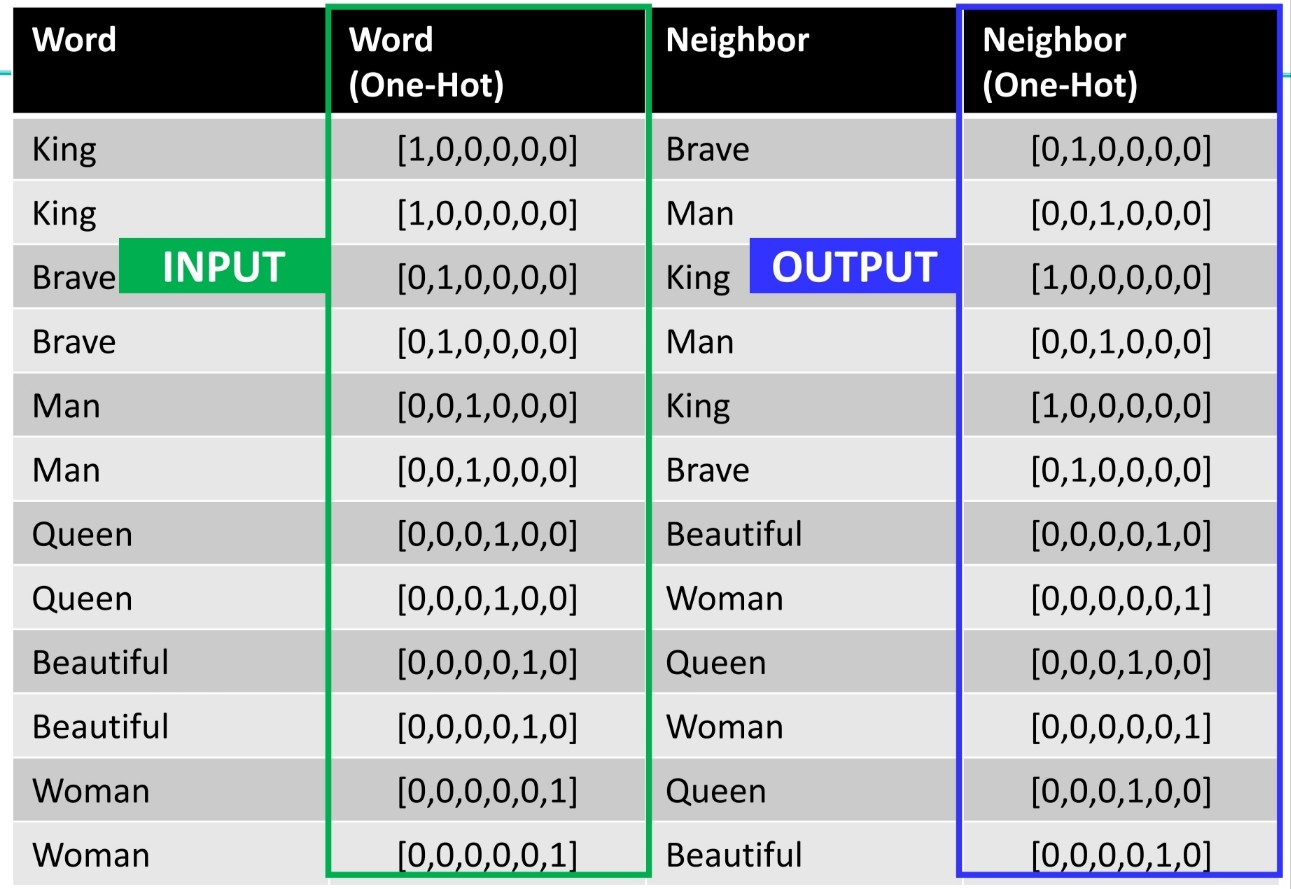 Word Word Neighbor Neighbor
(One-Hot) (One-Hot)
King [1,0,0,0,0,0] Brave [0,1,0,0,0,0]
King [1,0,0,0,0,0] Man [0,0,1,0,0,0]
Brave INPUT [0,1,0,0,0,0] King OUTPUT [1,0,0,0,0,0]
Brave [0,1,0,0,0,0] Man [0,0,1,0,0,0]
Man [0,0,1,0,0,0] King [1,0,0,0,0,0]
Man [0,0,1,0,0,0] Brave [0,1,0,0,0,0]
Queen [0,0,0,1,0,0] Beautiful [0,0,0,0,1,0]
Queen [0,0,0,1,0,0] Woman [0,0,0,0,0,1]
Beautiful [0,0,0,0,1,0] Queen [0,0,0,1,0,0]
Beautiful [0,0,0,0,1,0] Woman [0,0,0,0,0,1]
Woman [0,0,0,0,0,1] Queen [0,0,0,1,0,0]
Woman [0,0,0,0,0,1] Beautiful [0,0,0,0,1,0]